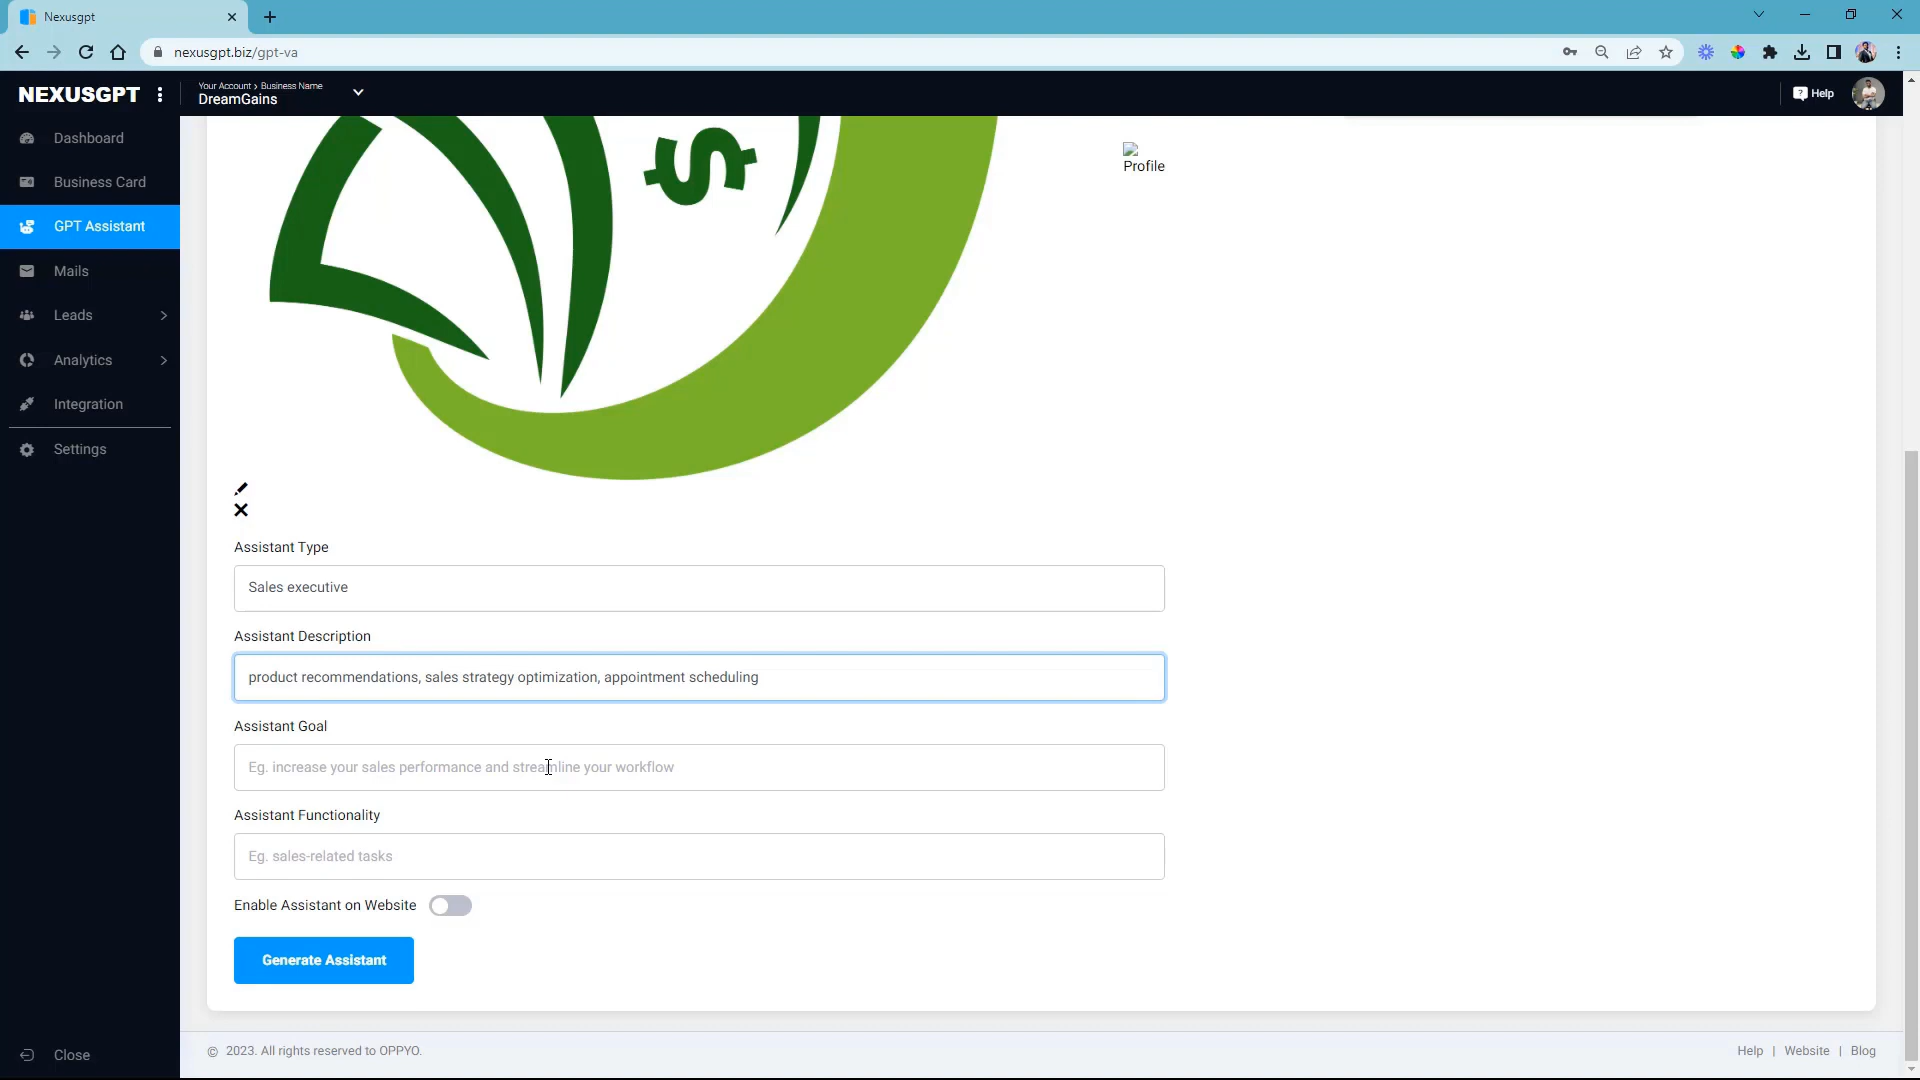 Nexusgpt
nexusgpt.biz/gpt-va
NEXUSGPT
Your Account > Business Name
DreamGains
Help
Dashboard
Business Card
GPT Assistant
Mails
Leads
Analytics
Integration
Settings
Close
$
Profile
Assistant Type
Sales executive
Assistant Description
product recommendations, sales strategy optimization, appointment scheduling
Assistant Goal
Eg. increase your sales performance and streamline your workflow
Assistant Functionality
Eg. sales-related tasks
Enable Assistant on Website
Generate Assistant
© 2023. All rights reserved to OPPYO.
Help | Website | Blog